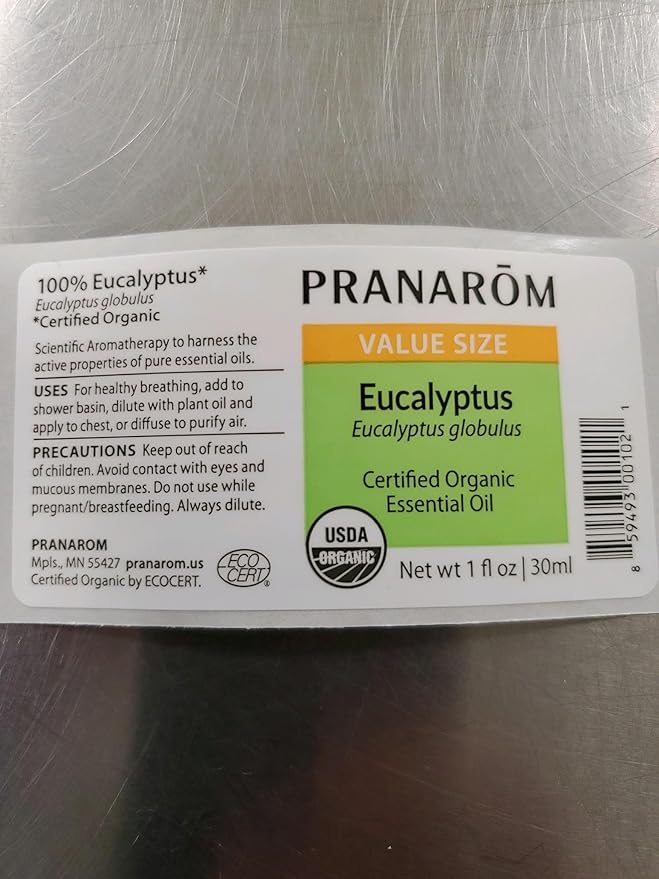 100% Eucalyptus*
Eucalyptus globulus
*Certified Organic
Scientific Aromatherapy to harness the
active properties of pure essential oils.
USES For healthy breathing, add to
shower basin, dilute with plant oil and
apply to chest, or diffuse to purify air.
PRECAUTIONS Keep out of reach
of children. Avoid contact with eyes and
mucous membranes. Do not use while
pregnant/breastfeeding. Always dilute.
PRANAROM
Mpls., MN 55427 pranarom.us
Certified Organic by ECOCERT.
ECO
CERT
®
PRANARŌM
VALUE SIZE
Eucalyptus
Eucalyptus globulus
Certified Organic
Essential Oil
USDA
ORGANIC
Net wt 1 fl oz | 30ml
8 59493 00102 1